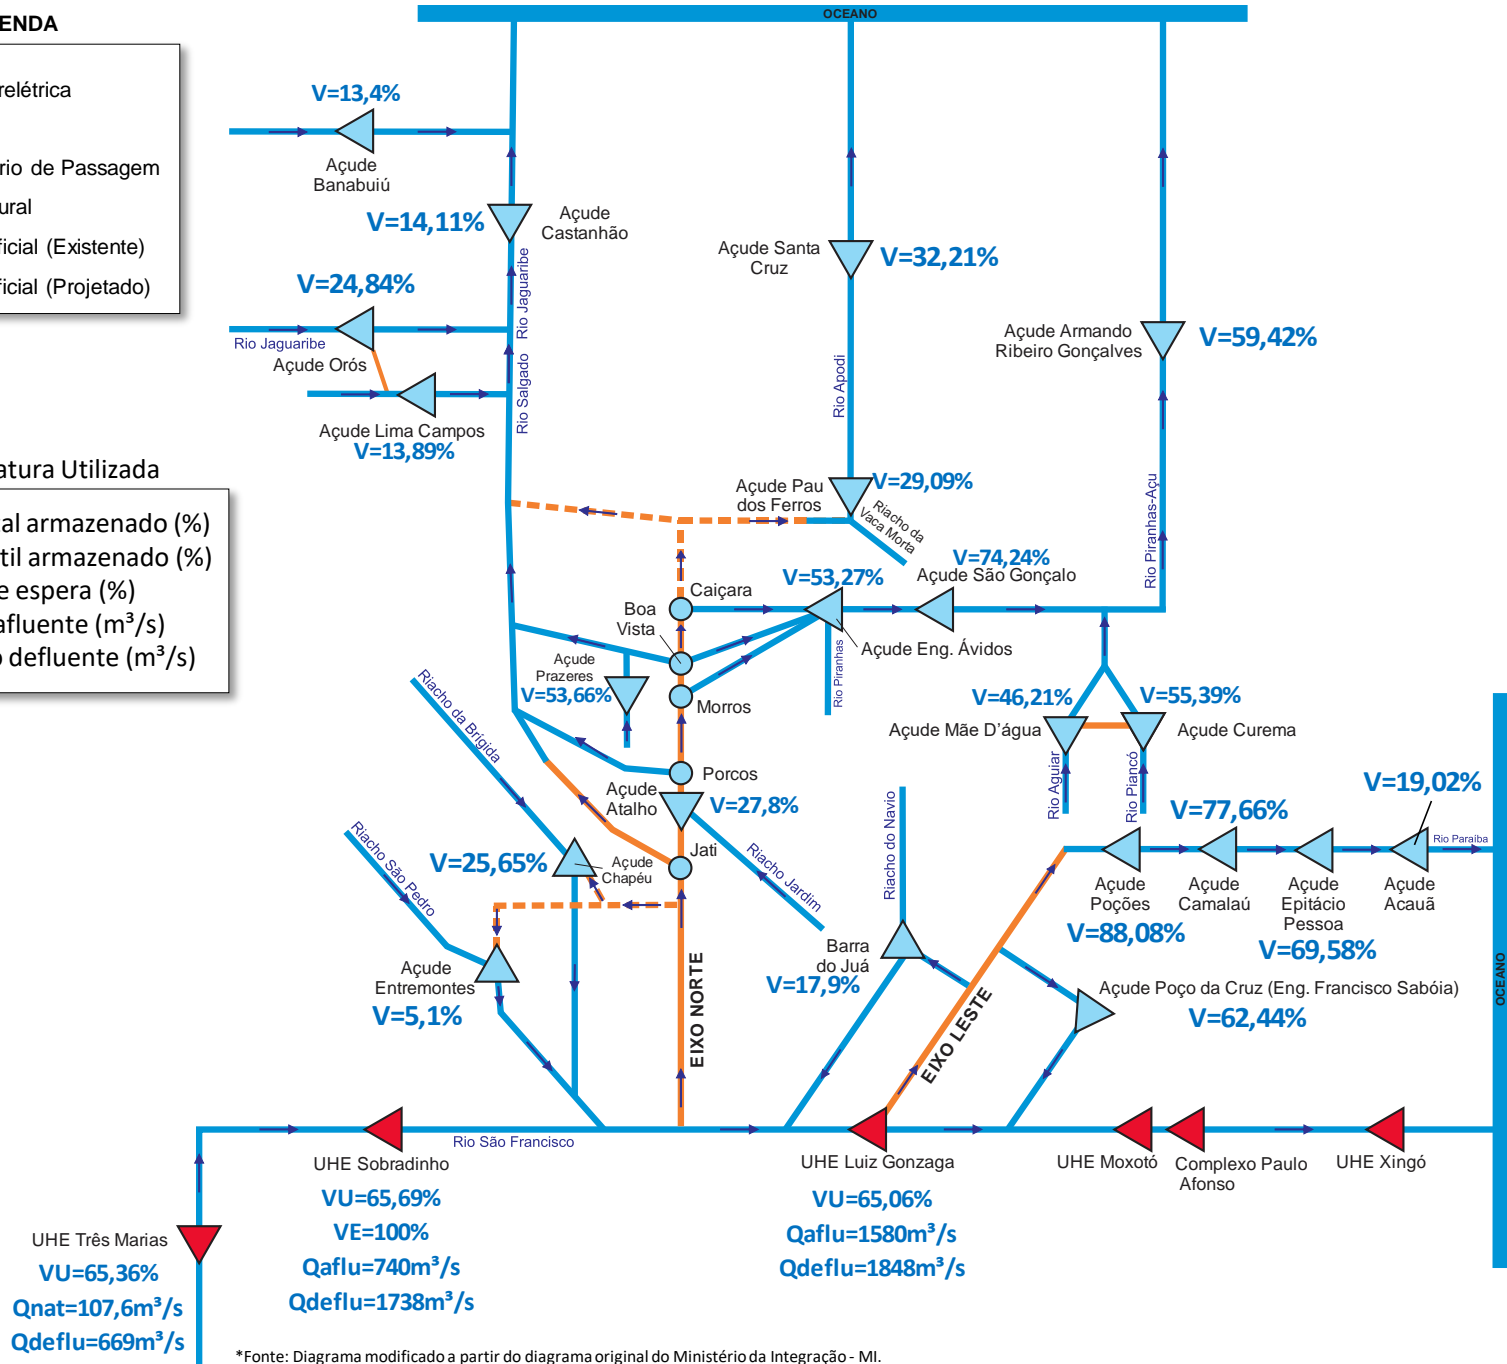 OCEANO
ENDA
relétrica
rio de Passagem
ural
ficial (Existente)
ficial (Projetado)
V=13,4%
Açude
Banabuiú
V=14,11%
Açude
Castanhão
V=24,84%
Rio Jaguaribe
Açude Orós
Rio Jaguaribe
Rio Salgado
Açude Lima Campos
V=13,89%
Açude Santa
Cruz
V=32,21%
Rio Apodi
Açude Armando
Ribeiro Gonçalves
V=59,42%
Rio Piranhas-Açu
atura Utilizada
tal armazenado (%)
til armazenado (%)
e espera (%)
afluente (m³/s)
o defluente (m³/s)
Açude Pau
dos Ferros
V=29,09%
Riacho da
Vaca Morta
V=74,24%
Açude São Gonçalo
V=53,27%
Caiçara
Boa
Vista
Açude Eng. Ávidos
Rio Piranhas
Açude
Prazeres
V=53,66%
Morros
Riacho da Brígida
Porcos
Açude
Atalho
V=27,8%
Jati
Riacho Jardim
V=46,21%
Açude Mãe D'água
V=55,39%
Açude Curema
Rio Aguiar
Rio Piancó
V=19,02%
V=77,66%
Rio Paraíba
Riacho do Navio
Riacho São Pedro
V=25,65%
Açude
Chapéu
Açude
Poções
V=88,08%
Açude
Camalaú
Açude
Epitácio
Pessoa
V=69,58%
Açude
Acauã
Açude
Entremontes
V=5,1%
EIXO NORTE
Barra
do Juá
V=17,9%
EIXO LESTE
Açude Poço da Cruz (Eng. Francisco Sabóia)
V=62,44%
OCEANO
Rio São Francisco
UHE Sobradinho
VU=65,69%
VE=100%
Qaflu=740m³/s
Qdeflu=1738m³/s
UHE Luiz Gonzaga
VU=65,06%
Qaflu=1580m³/s
Qdeflu=1848m³/s
UHE Moxotó
Complexo Paulo
Afonso
UHE Xingó
UHE Três Marias
VU=65,36%
Qnat=107,6m³/s
Qdeflu=669m³/s
*Fonte: Diagrama modificado a partir do diagrama original do Ministério da Integração - MI.